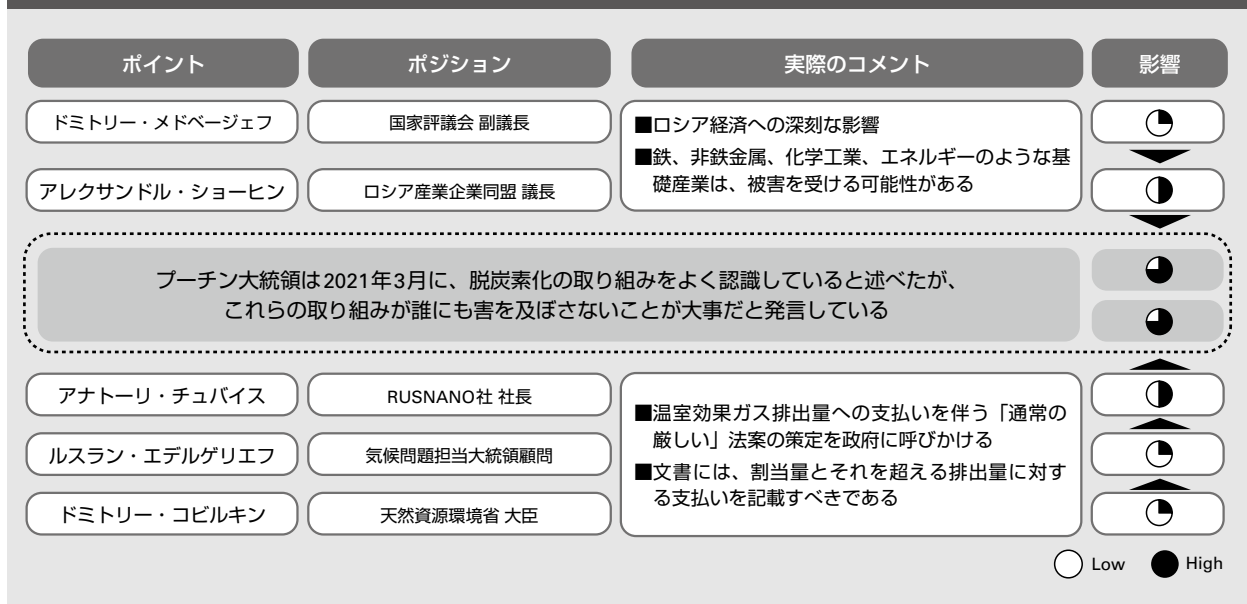 ポイント
ポジション
実際のコメント
影響
ドミトリー・メドベージェフ
国家評議会 副議長
アレクサンドル・ショーヒン
ロシア産業企業同盟 議長
■ロシア経済への深刻な影響
■鉄、非鉄金属、化学工業、エネルギーのような基
礎産業は、被害を受ける可能性がある
プーチン大統領は2021年3月に、脱炭素化の取り組みをよく認識していると述べたが、
これらの取り組みが誰にも害を及ぼさないことが大事だと発言している
アナトーリ・チュバイス
RUSNANO社 社長
ルスラン・エデルゲリエフ
気候問題担当大統領顧問
ドミトリー・コビルキン
天然資源環境省 大臣
■温室効果ガス排出量への支払いを伴う「通常の
厳しい」法案の策定を政府に呼びかける
■文書には、割当量とそれを超える排出量に対す
る支払いを記載すべきである
Low
High